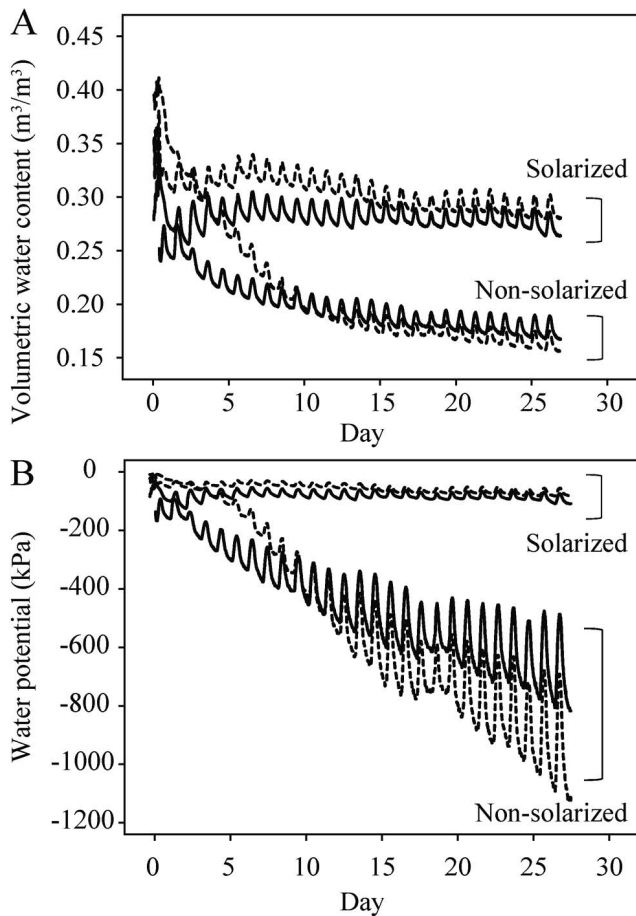 A
Volumetric water content (m³/m³)
0.45
0.40
0.35
0.30
0.25
0.20
0.15
Solarized
Non-solarized
0 5 10 15 20 25 30
Day
B
Water potential (kPa)
0
-200
-400
-600
-800
-1000
-1200
Solarized
Non-solarized
0 5 10 15 20 25 30
Day